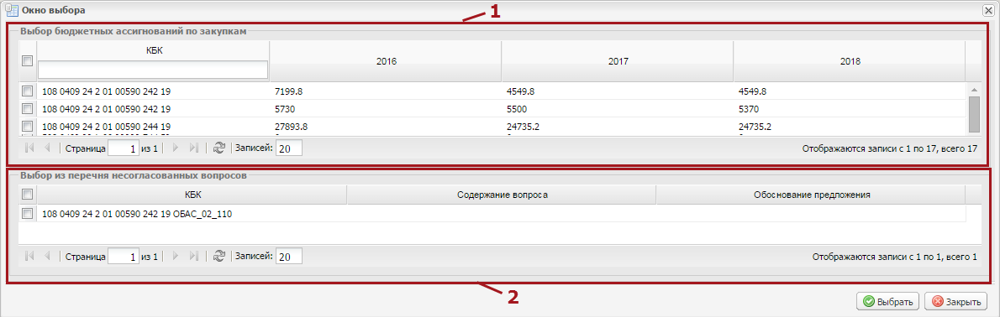 Окно выбора
1
Выбор бюджетных ассигнований по закупкам
КБК 2016 2017 2018
108 0409 24 2 01 00590 242 19 7199.8 4549.8 4549.8
108 0409 24 2 01 00590 242 19 5730 5500 5370
108 0409 24 2 01 00590 244 19 27893.8 24735.2 24735.2
Страница 1 из 1 Записей: 20 Отображаются записи с 1 по 17, всего 17
Выбор из перечня несогласованных вопросов
КБК Содержание вопроса Обоснование предложения
108 0409 24 2 01 00590 242 19 ОБАС_02_110
Страница 1 из 1 Записей: 20 Отображаются записи с 1 по 1, всего 1
2
Выбрать Закрыть